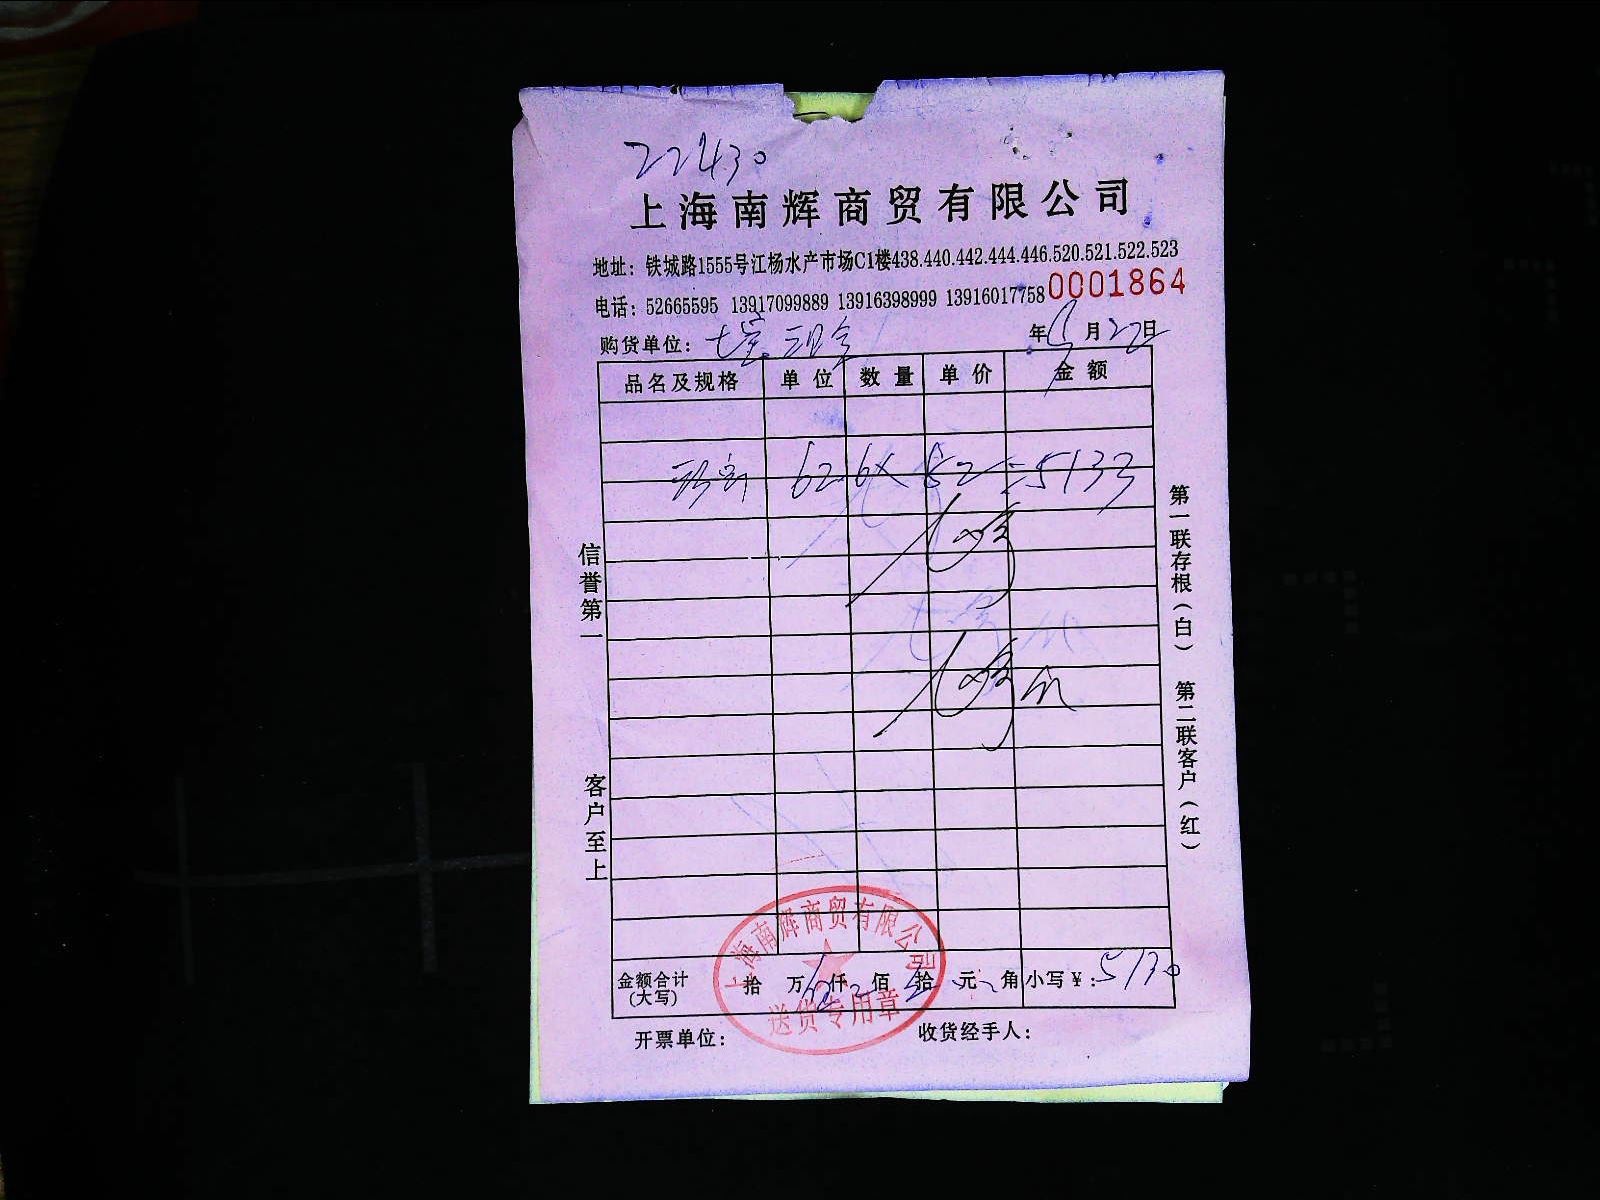 22430
上海南辉商贸有限公司
地址：铁城路1555号江杨水产市场C1楼438.440.442.444.446.520.521.522.523
电话：52665595 13917099889 13916398999 13916017758
0001864
购货单位：
年 月22日
品名及规格 单位 数量 单价 金额
62.6X 82=5133
信誉第一
客户至上
第一联存根（白） 第二联客户（红）
金额合计(大写) 拾 万 仟 佰 拾 元 角 小写￥：5130
上海南辉商贸有限公司
送货专用章
开票单位： 收货经手人：